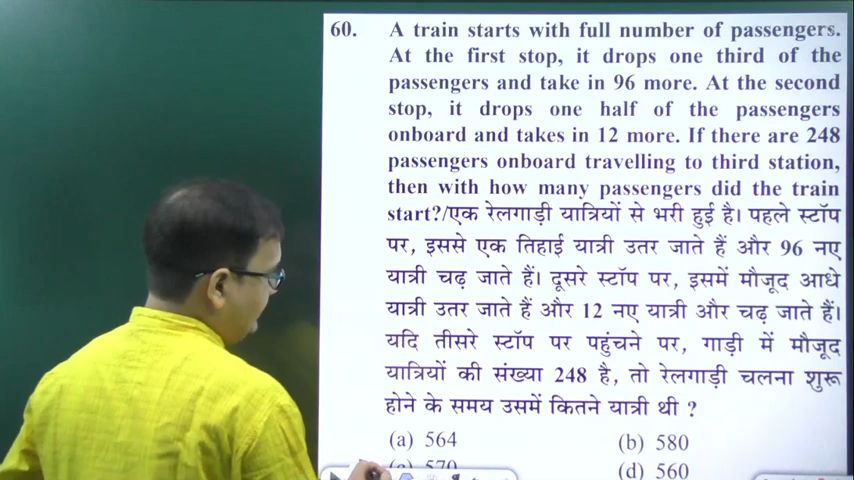 60. A train starts with full number of passengers.
At the first stop, it drops one third of the
passengers and take in 96 more. At the second
stop, it drops one half of the passengers
onboard and takes in 12 more. If there are 248
passengers onboard travelling to third station,
then with how many passengers did the train
start?/एक रेलगाड़ी यात्रियों से भरी हुई है। पहले स्टॉप
पर, इससे एक तिहाई यात्री उतर जाते हैं और 96 नए
यात्री चढ़ जाते हैं। दूसरे स्टॉप पर, इसमें मौजूद आधे
यात्री उतर जाते हैं और 12 नए यात्री और चढ़ जाते हैं।
यदि तीसरे स्टॉप पर पहुंचने पर, गाड़ी में मौजूद
यात्रियों की संख्या 248 है, तो रेलगाड़ी चलना शुरू
होने के समय उसमें कितने यात्री थी ?
(a) 564 (b) 580
(c) 570 (d) 560